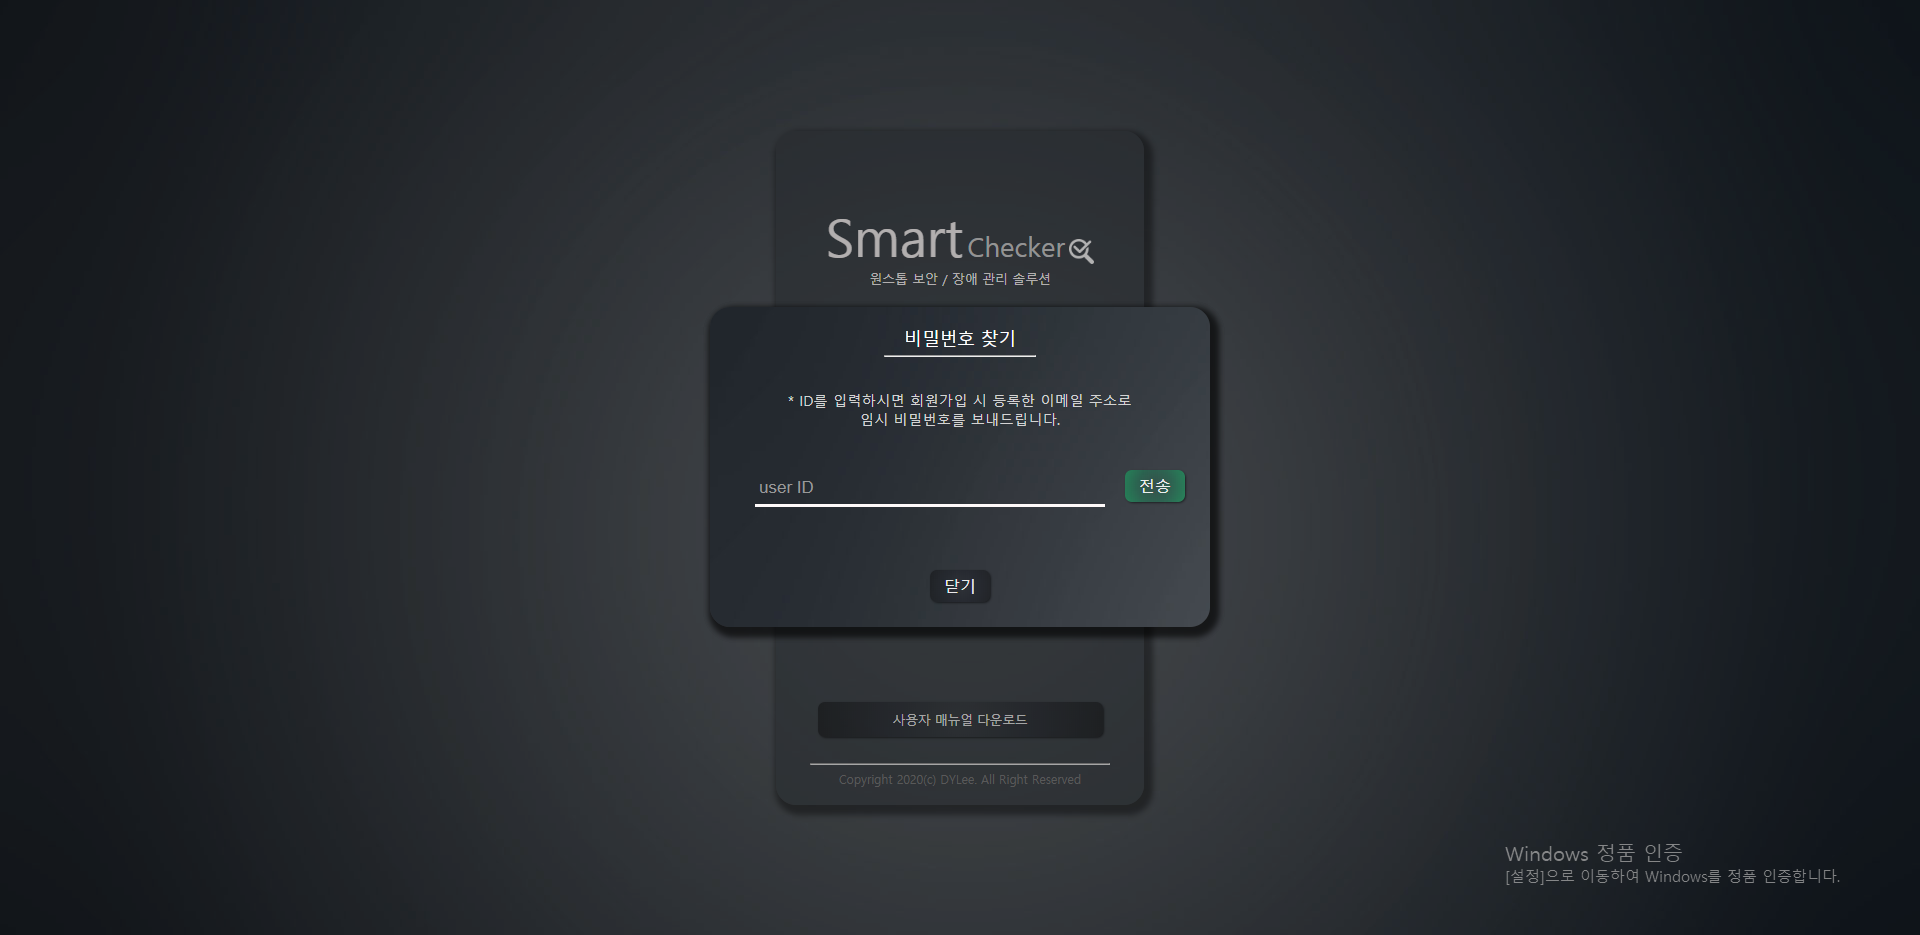 Smart Checker
원스톱 보안 / 장애 관리 솔루션
비밀번호 찾기
* ID를 입력하시면 회원가입 시 등록한 이메일 주소로
임시 비밀번호를 보내드립니다.
user ID
전송
닫기
사용자 매뉴얼 다운로드
Copyright 2020(c) DYLee. All Right Reserved
Windows 정품 인증
[설정]으로 이동하여 Windows를 정품 인증합니다.